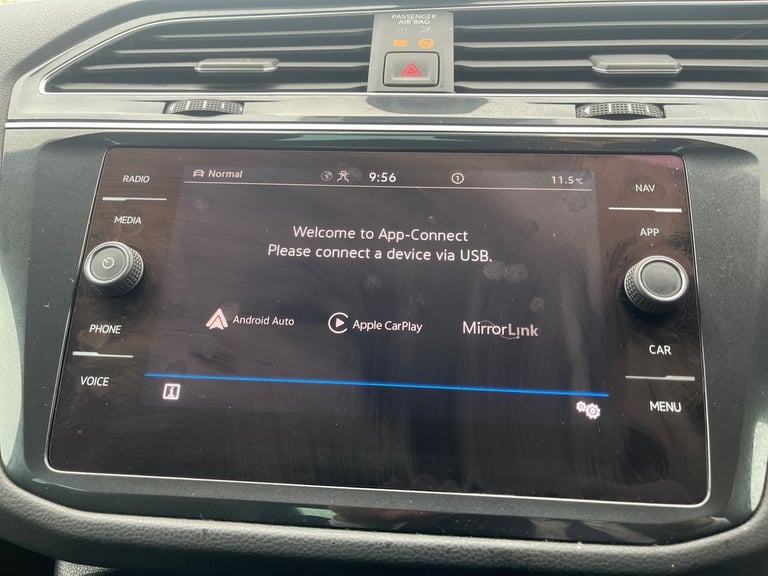 PASSENGER
AIR BAG
RADIO
MEDIA
PHONE
VOICE
Normal
9:56
1
11.5°C
Welcome to App-Connect
Please connect a device via USB.
Android Auto
Apple CarPlay
MirrorLink
i
NAV
APP
CAR
MENU